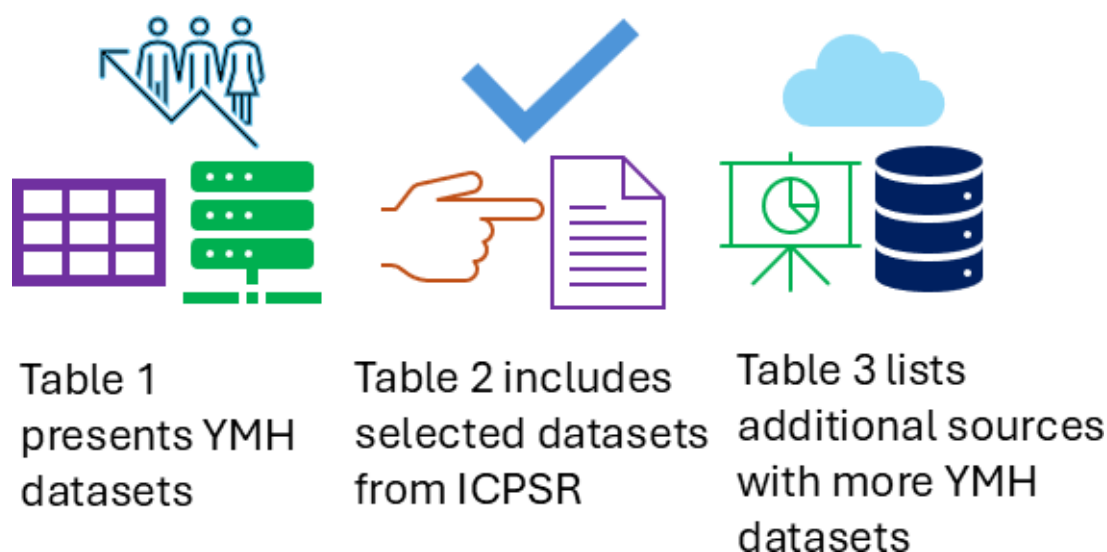 Table 1
presents YMH
datasets
Table 2 includes
selected datasets
from ICPSR
Table 3 lists
additional sources
with more YMH
datasets